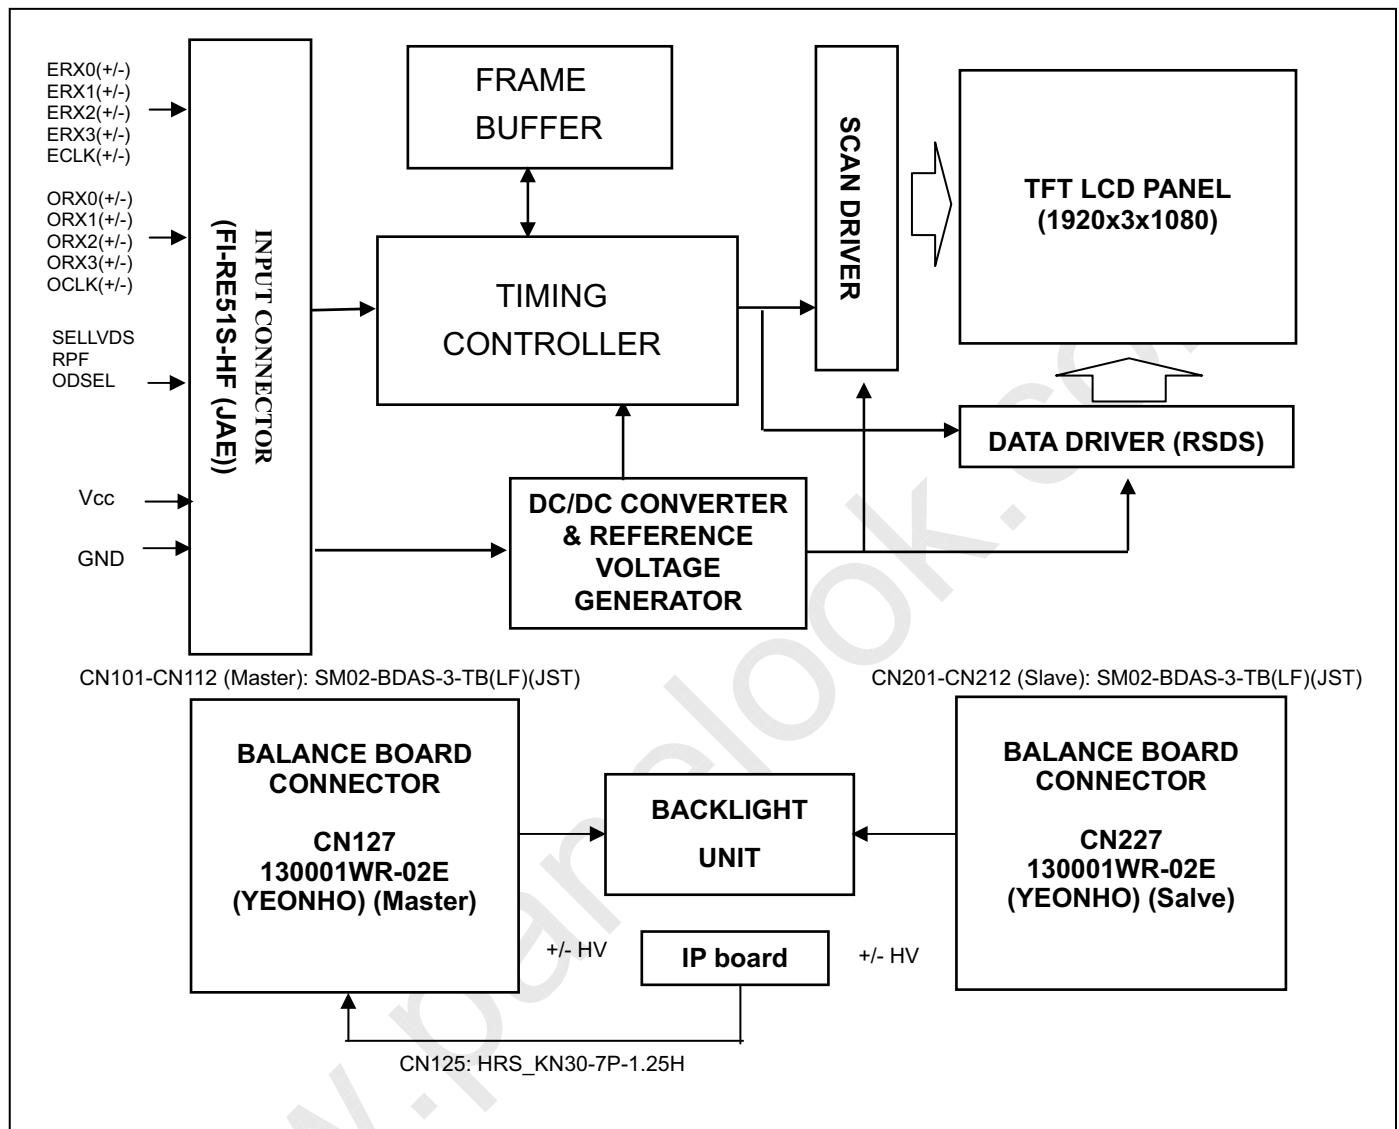 ERX0(+/-)
ERX1(+/-)
ERX2(+/-)
ERX3(+/-)
ECLK(+/-)
ORX0(+/-)
ORX1(+/-)
ORX2(+/-)
ORX3(+/-)
OCLK(+/-)
SELLVDS
RPF
ODSEL
Vcc
GND
INPUT CONNECTOR
(FI-RE51S-HF (JAE))
FRAME
BUFFER
TIMING
CONTROLLER
SCAN DRIVER
TFT LCD PANEL
(1920x3x1080)
DATA DRIVER (RSDS)
DC/DC CONVERTER
& REFERENCE
VOLTAGE
GENERATOR
CN101-CN112 (Master): SM02-BDAS-3-TB(LF)(JST)
CN201-CN212 (Slave): SM02-BDAS-3-TB(LF)(JST)
BALANCE BOARD
CONNECTOR
CN127
130001WR-02E
(YEONHO) (Master)
BACKLIGHT
UNIT
BALANCE BOARD
CONNECTOR
CN227
130001WR-02E
(YEONHO) (Salve)
+/- HV
IP board
+/- HV
CN125: HRS_KN30-7P-1.25H